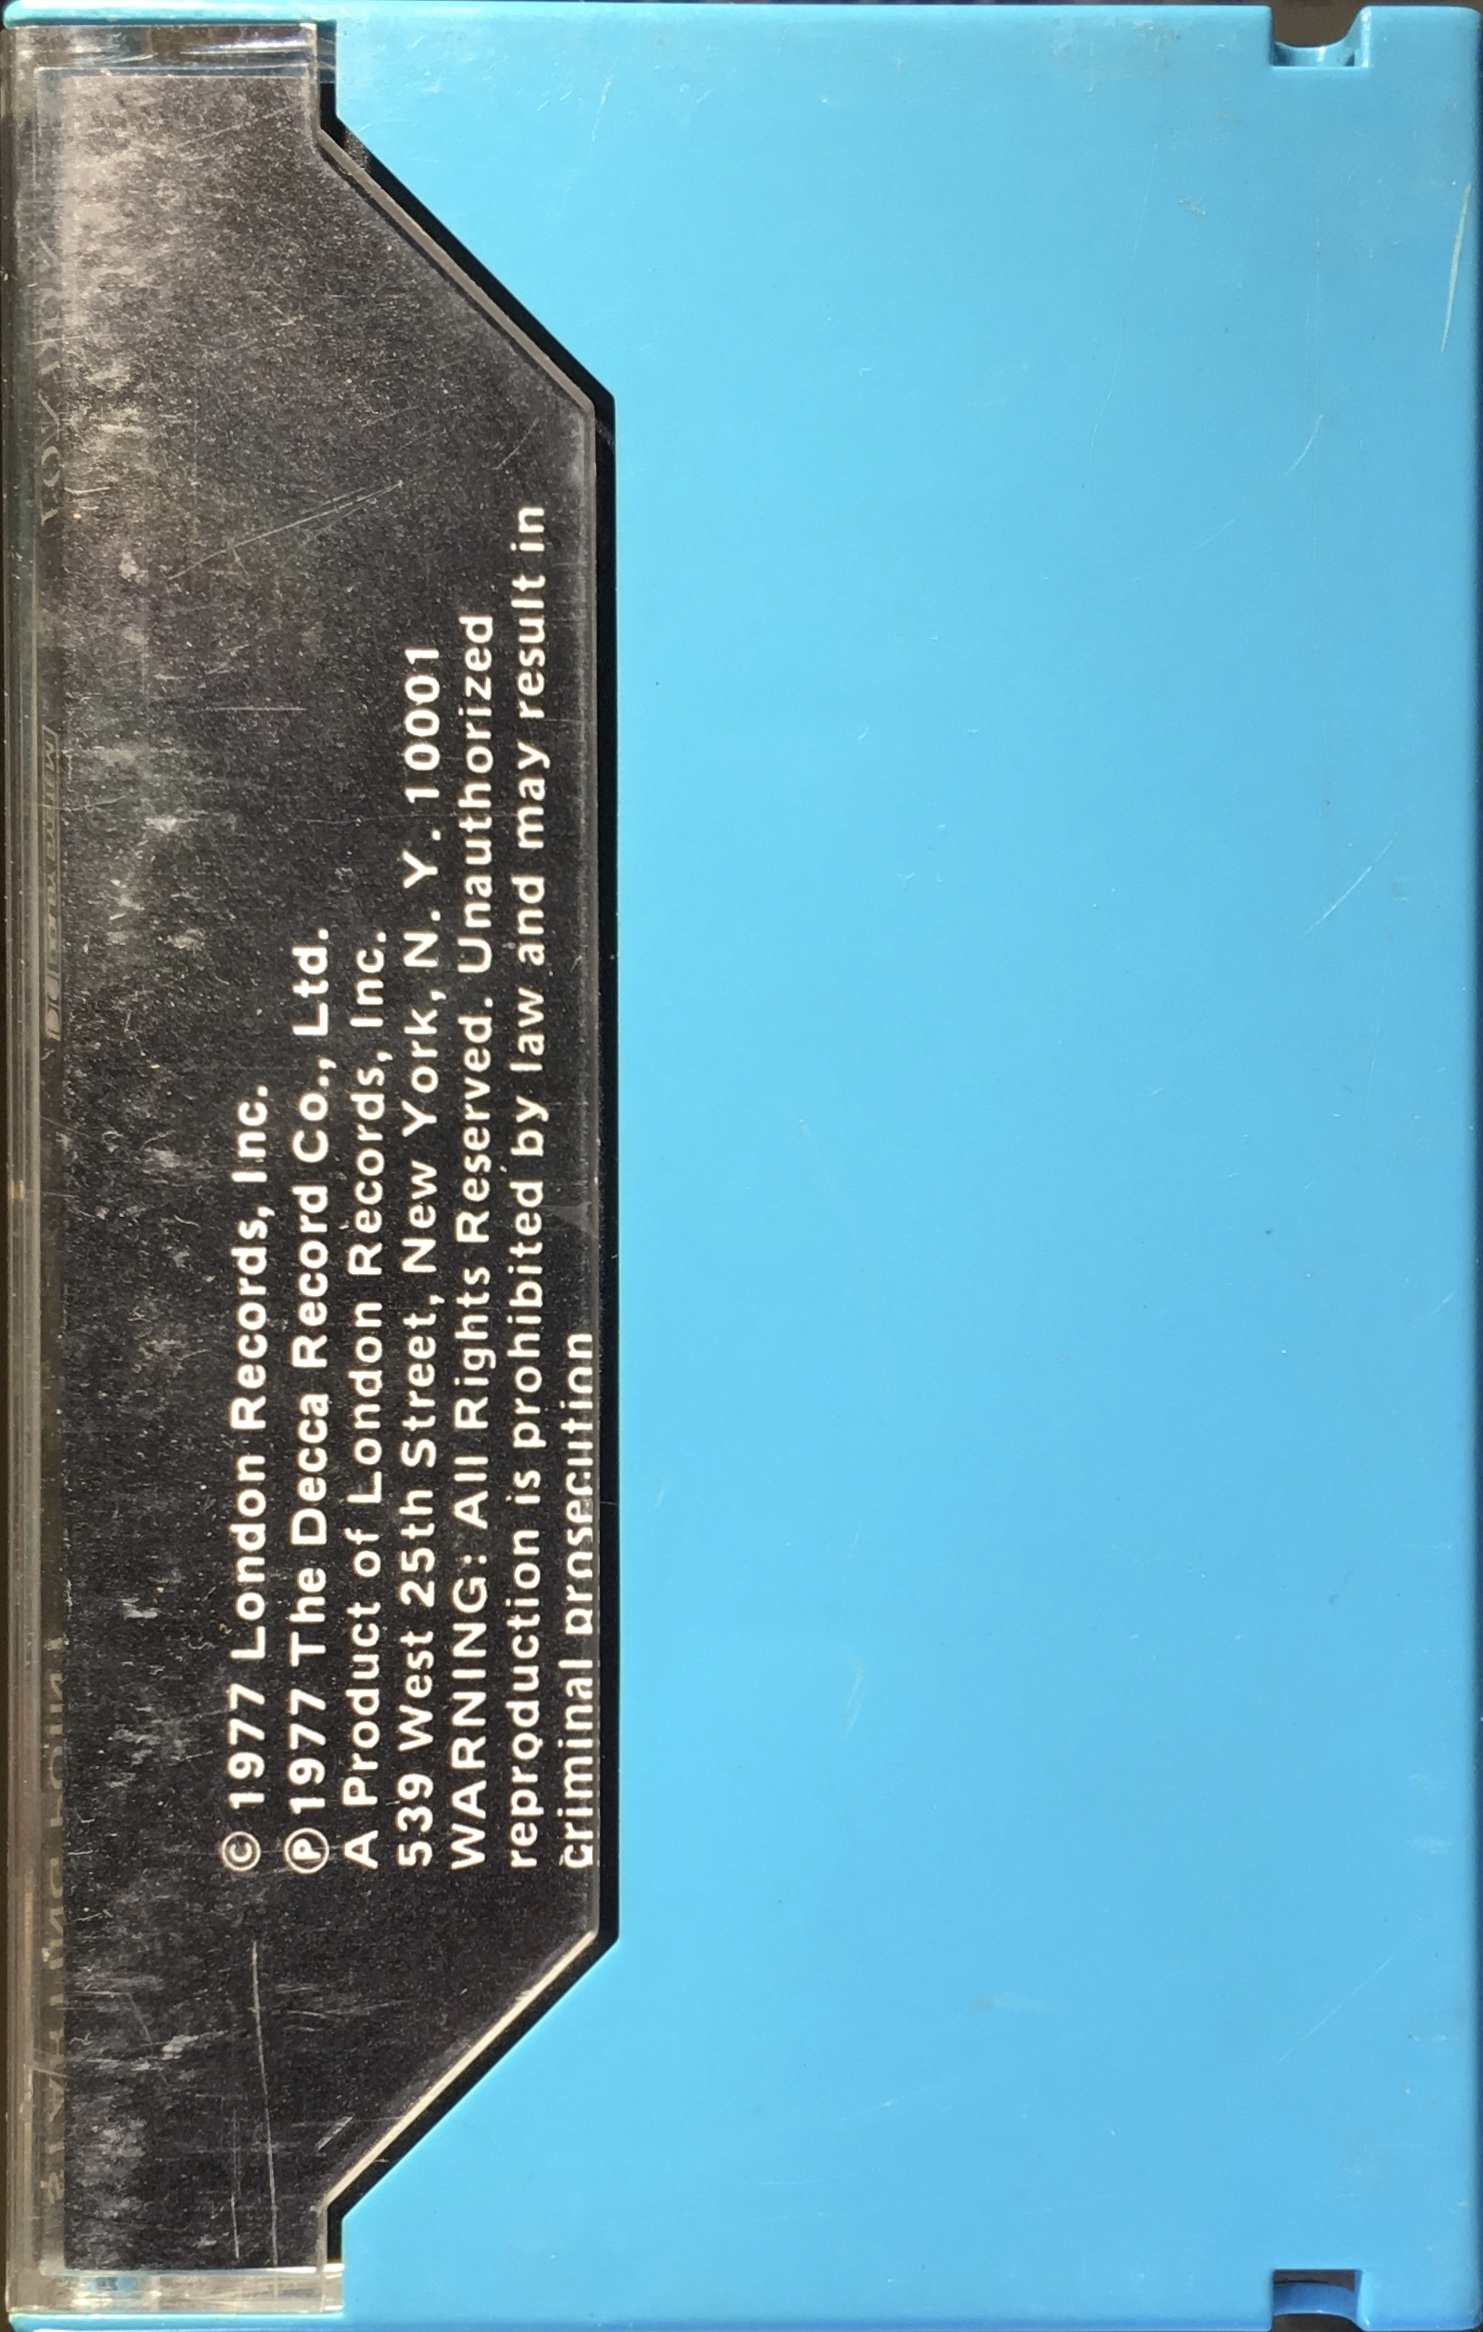 © 1977 London Records, Inc.
℗ 1977 The Decca Record Co., Ltd.
A Product of London Records, Inc.
539 West 25th Street, New York, N. Y. 10001
WARNING: All Rights Reserved. Unauthorized
reproduction is prohibited by law and may result in
criminal prosecution